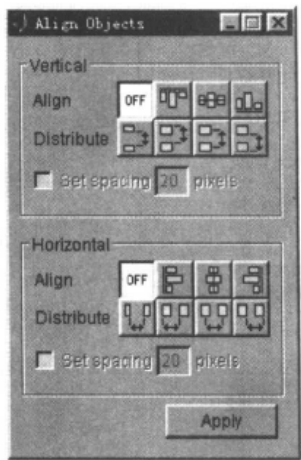 Align Objects
Vertical
Align OFF
Distribute
Set spacing 20 pixels
Horizontal
Align OFF
Distribute
Set spacing 20 pixels
Apply